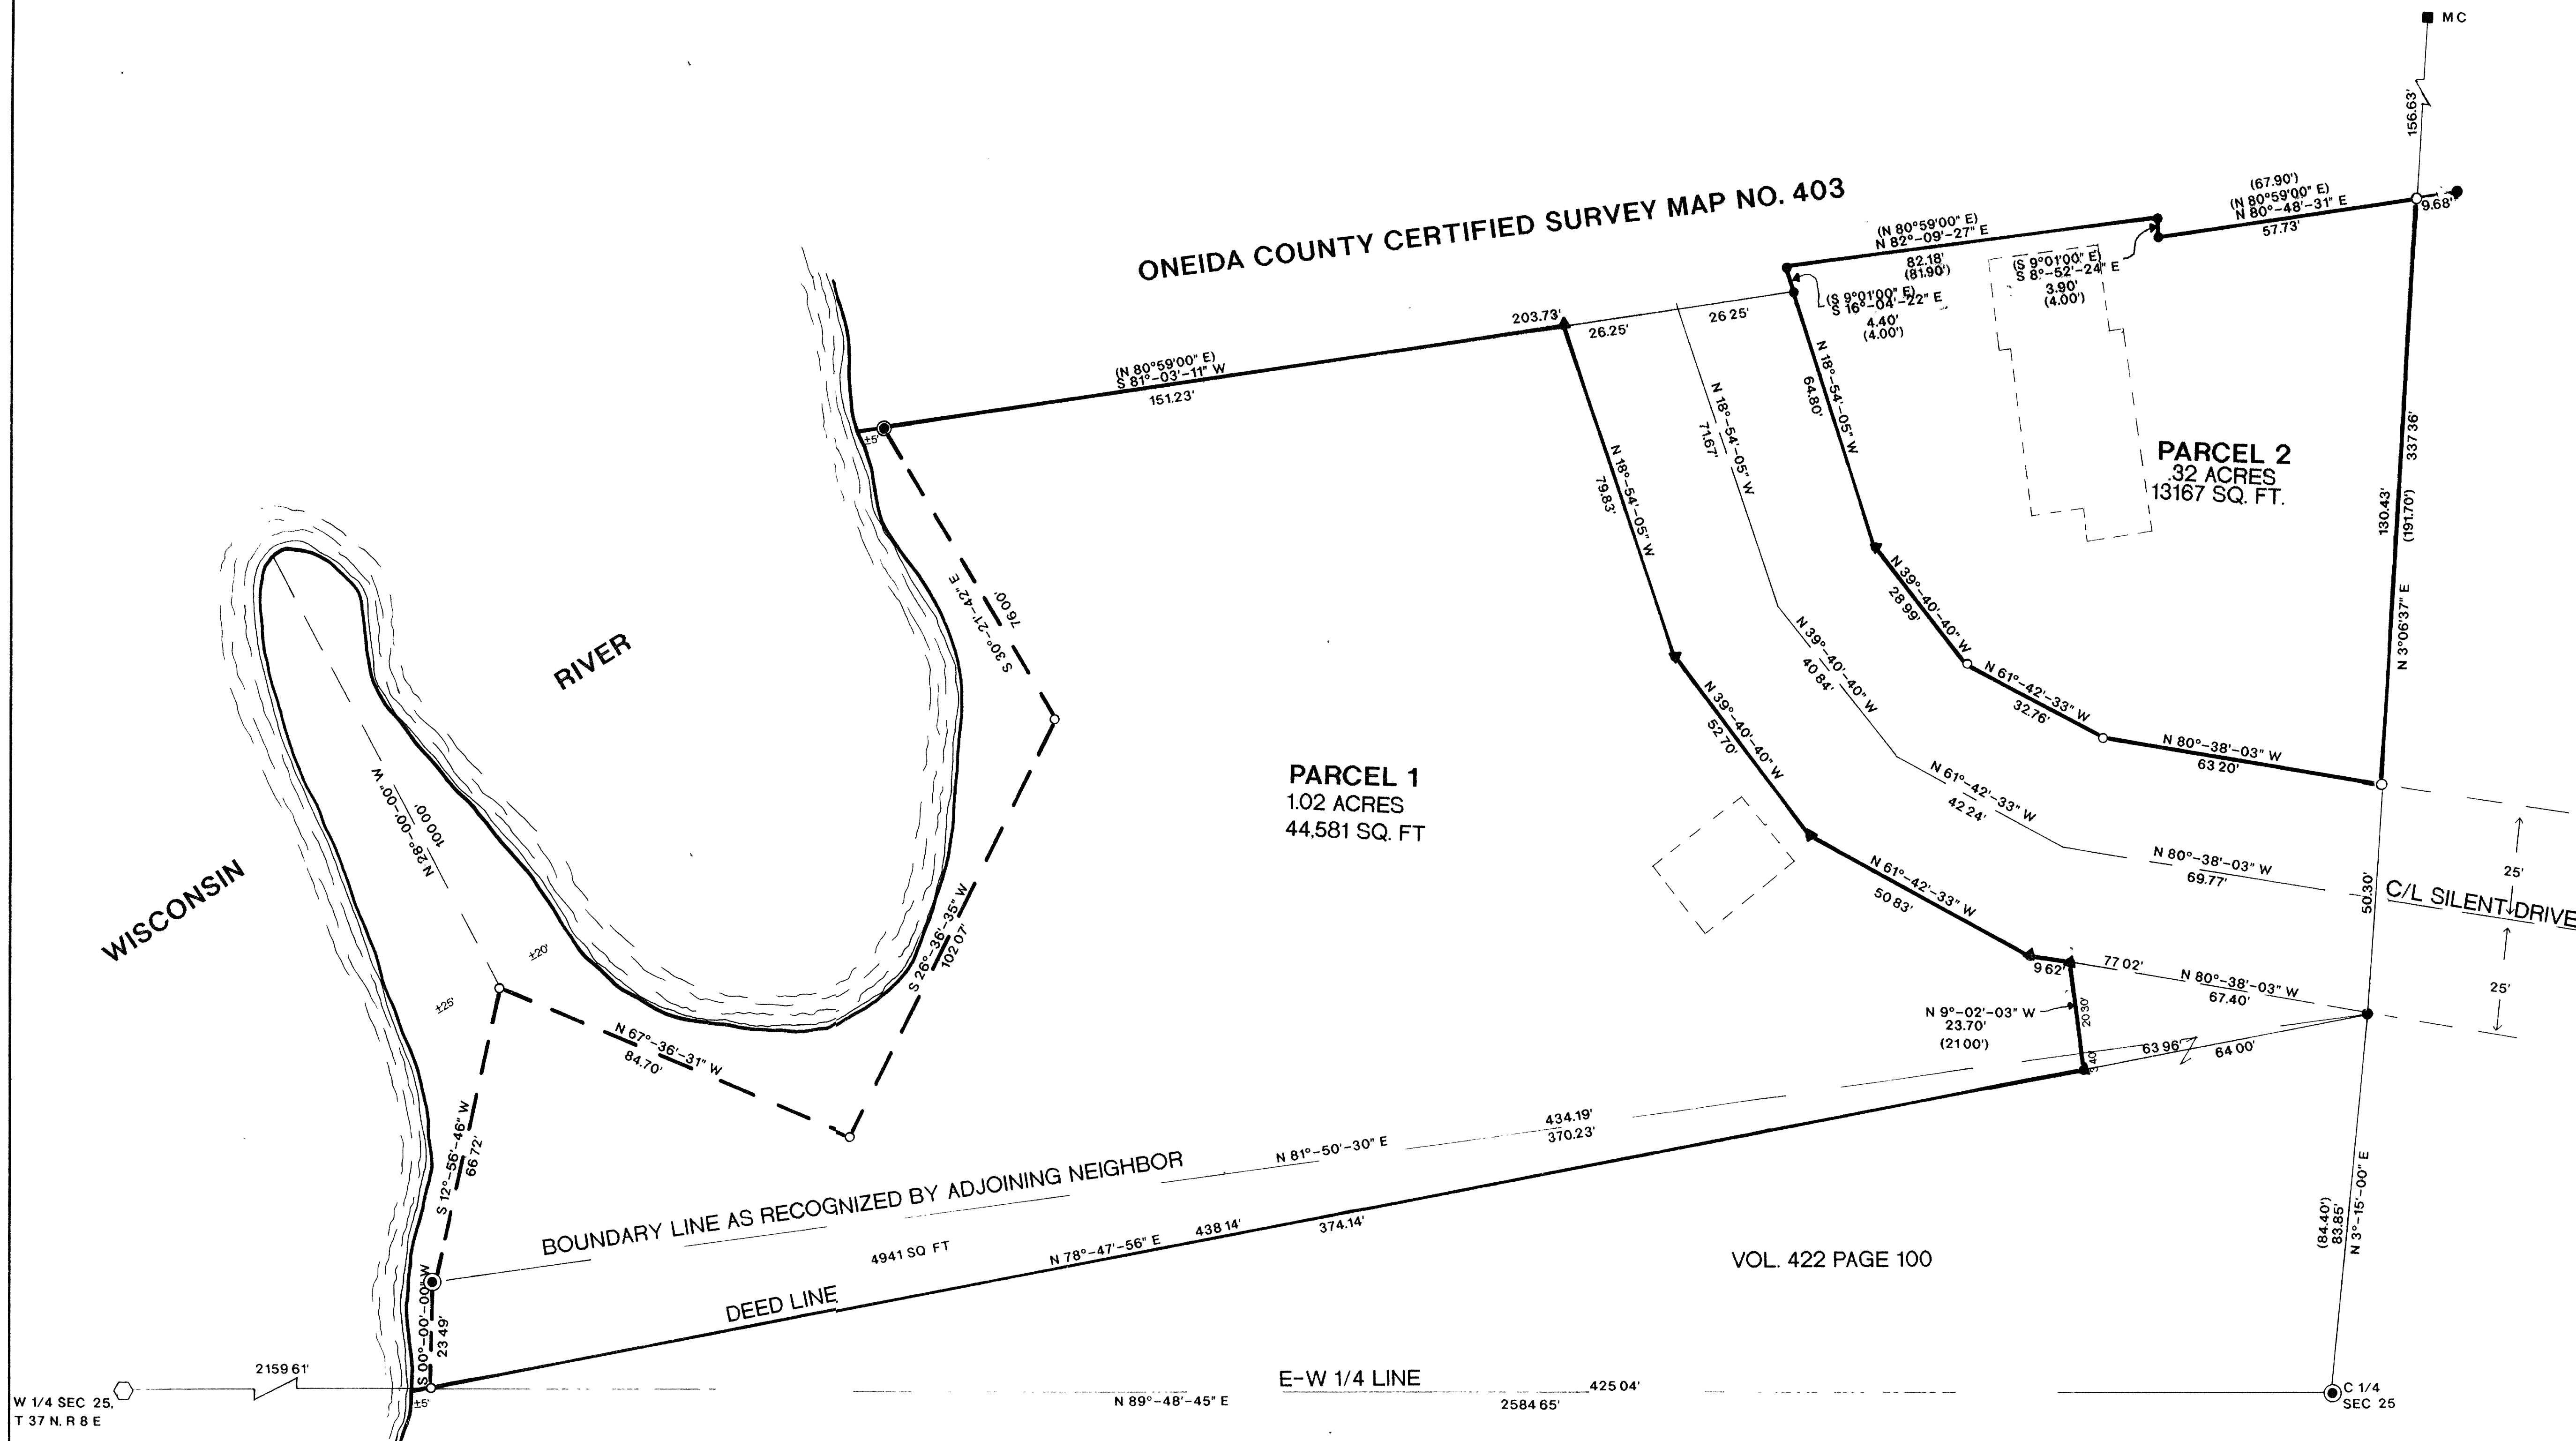 MC
156.63'
ONEIDA COUNTY CERTIFIED SURVEY MAP NO. 403
(67.90')
(N 80°59'00" E)
N 80°-48'-31" E
57.73'
9.68'
(N 80°59'00" E)
N 82°-09'-27" E
82.18'
(81.90')
(S 9°01'00" E)
S 8°-52'-24" E
3.90'
(4.00')
(S 9°01'00" E)
S 16°-04'-22" E
4.40'
(4.00')
203.73'
26.25'
26 25'
(N 80°59'00" E)
S 81°-03'-11" W
151.23'
±5'
N 18°-54'-05" W
64.80'
N 18°-54'-05" W
71.67'
N 18°-54'-05" W
79.83'
PARCEL 2
.32 ACRES
13167 SQ. FT.
337 36'
130.43'
(191.70')
N 3°06'37" E
S 30°-21'-42" E
76 00'
N 39°-40'-40" W
28 99'
N 39°-40'-40" W
40 84'
N 39°-40'-40" W
52 70'
N 61°-42'-33" W
32.76'
N 80°-38'-03" W
63 20'
RIVER
WISCONSIN
N 28°-00'-00" W
100 00'
PARCEL 1
1.02 ACRES
44,581 SQ. FT
N 61°-42'-33" W
42 24'
N 80°-38'-03" W
69.77'
25'
C/L SILENT DRIVE
50.30'
N 61°-42'-33" W
50 83'
S 26°-36'-35" W
102 07'
±20'
±25'
9 62'
77 02'
N 80°-38'-03" W
67.40'
25'
N 9°-02'-03" W
23.70'
(21 00')
20 30'
3.40'
63 96'
64 00'
N 67°-36'-31" W
84.70'
S 12°-56'-46" W
66 72'
434.19'
370.23'
N 81°-50'-30" E
BOUNDARY LINE AS RECOGNIZED BY ADJOINING NEIGHBOR
4941 SQ FT
N 78°-47'-56" E
438 14'
374.14'
DEED LINE
S 00°-00'-00" W
23 49'
VOL. 422 PAGE 100
(84.40')
83.85'
N 3°-15'-00" E
2159 61'
W 1/4 SEC 25,
T 37 N, R 8 E
±5'
E-W 1/4 LINE
425 04'
N 89°-48'-45" E
2584 65'
C 1/4
SEC 25